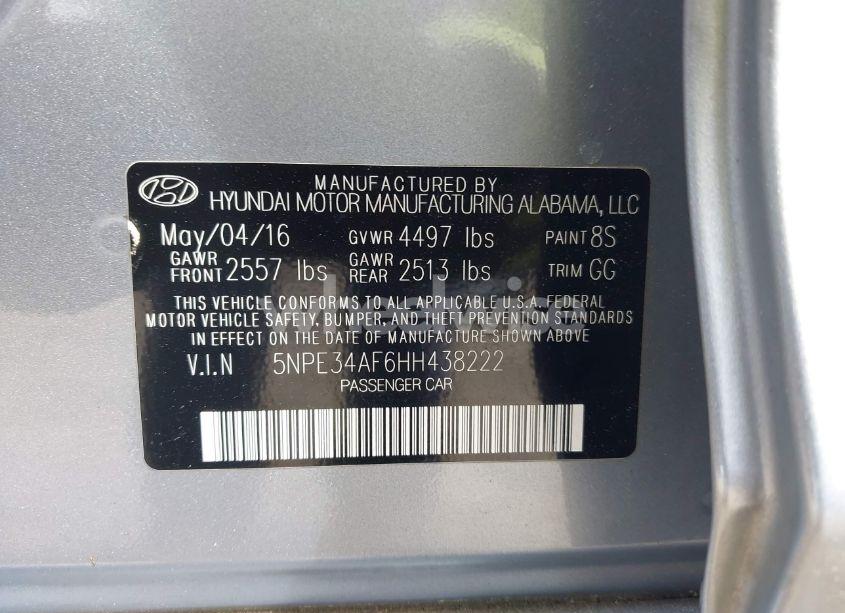 MANUFACTURED BY
HYUNDAI MOTOR MANUFACTURING ALABAMA, LLC
May/04/16 GVWR 4497 lbs PAINT 8S
GAWR FRONT 2557 lbs GAWR REAR 2513 lbs TRIM GG
THIS VEHICLE CONFORMS TO ALL APPLICABLE U.S.A. FEDERAL
MOTOR VEHICLE SAFETY, BUMPER, AND THEFT PREVENTION STANDARDS
IN EFFECT ON THE DATE OF MANUFACTURE SHOWN ABOVE
V.I.N 5NPE34AF6HH438222
PASSENGER CAR